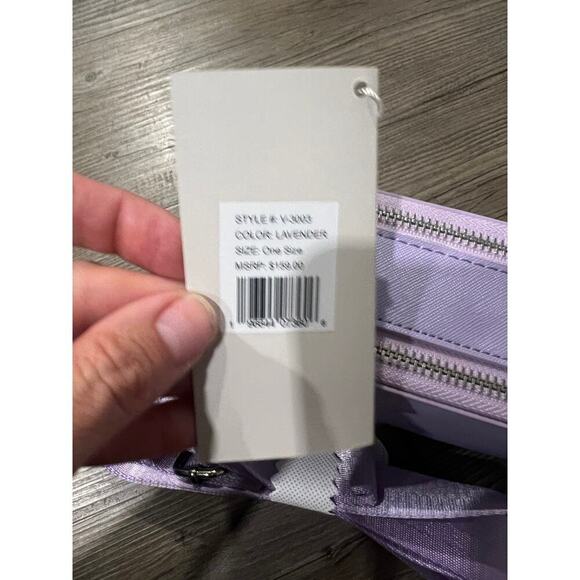 STYLE #: V-3003
COLOR: LAVENDER
SIZE: One Size
MSRP: $159.00